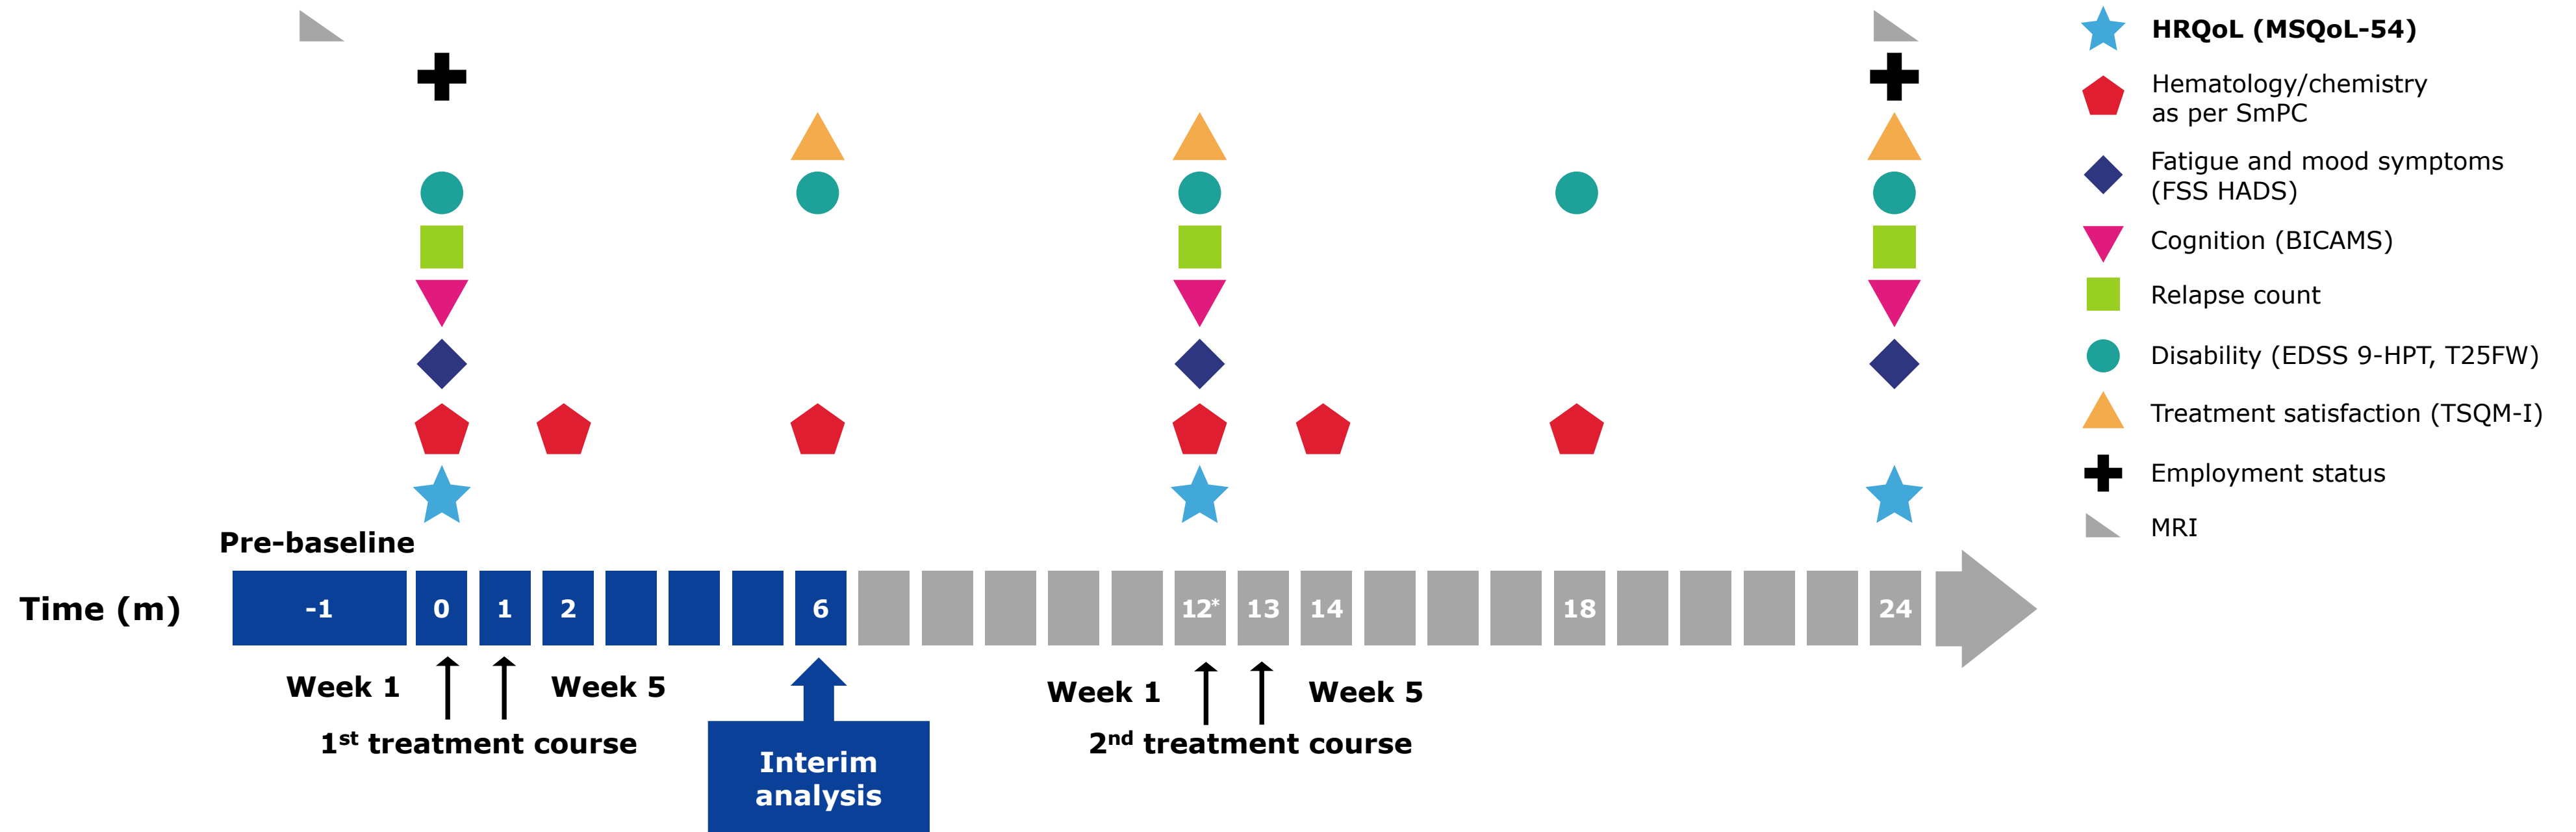 HRQoL (MSQoL-54)
Hematology/chemistry
as per SmPC
Fatigue and mood symptoms
(FSS HADS)
Cognition (BICAMS)
Relapse count
Disability (EDSS 9-HPT, T25FW)
Treatment satisfaction (TSQM-I)
Employment status
MRI
Pre-baseline
Time (m)
-1 0 1 2 6 12* 13 14 18 24
Week 1 Week 5
1st treatment course
Interim
analysis
Week 1 Week 5
2nd treatment course